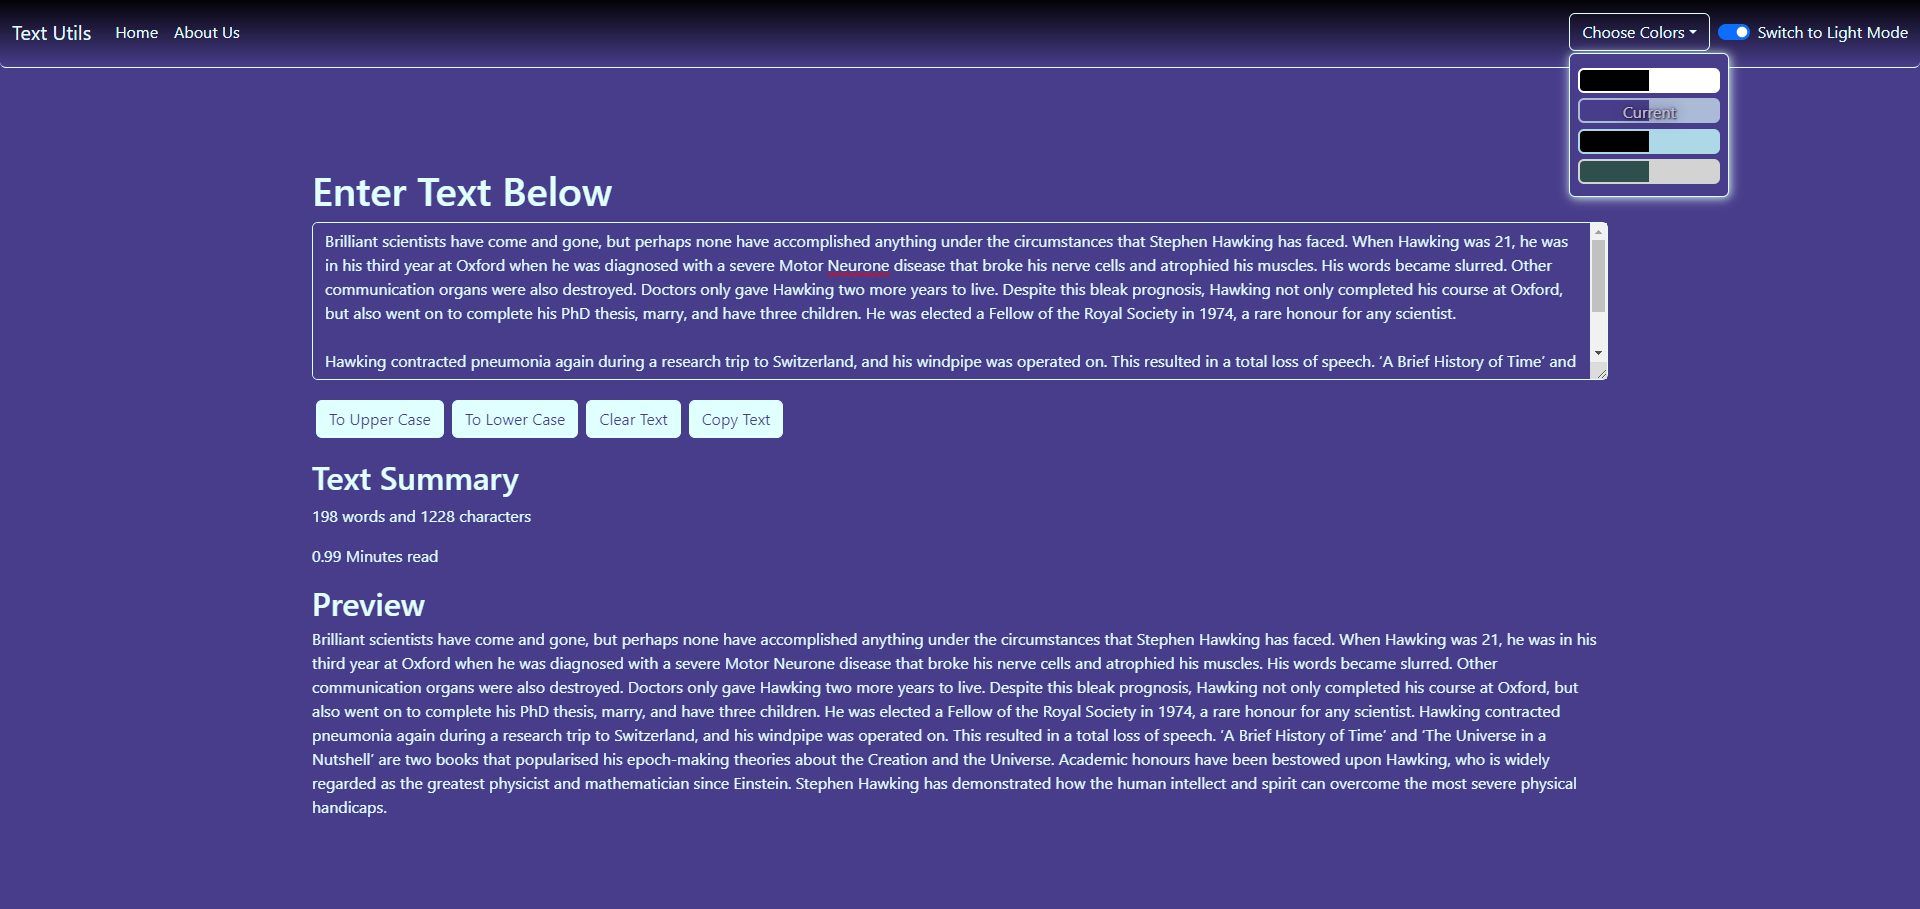 Text Utils Home About Us Choose Colors Switch to Light Mode
Current
Enter Text Below
Brilliant scientists have come and gone, but perhaps none have accomplished anything under the circumstances that Stephen Hawking has faced. When Hawking was 21, he was
in his third year at Oxford when he was diagnosed with a severe Motor Neurone disease that broke his nerve cells and atrophied his muscles. His words became slurred. Other
communication organs were also destroyed. Doctors only gave Hawking two more years to live. Despite this bleak prognosis, Hawking not only completed his course at Oxford,
but also went on to complete his PhD thesis, marry, and have three children. He was elected a Fellow of the Royal Society in 1974, a rare honour for any scientist.
Hawking contracted pneumonia again during a research trip to Switzerland, and his windpipe was operated on. This resulted in a total loss of speech. ‘A Brief History of Time’ and
To Upper Case To Lower Case Clear Text Copy Text
Text Summary
198 words and 1228 characters
0.99 Minutes read
Preview
Brilliant scientists have come and gone, but perhaps none have accomplished anything under the circumstances that Stephen Hawking has faced. When Hawking was 21, he was in his
third year at Oxford when he was diagnosed with a severe Motor Neurone disease that broke his nerve cells and atrophied his muscles. His words became slurred. Other
communication organs were also destroyed. Doctors only gave Hawking two more years to live. Despite this bleak prognosis, Hawking not only completed his course at Oxford, but
also went on to complete his PhD thesis, marry, and have three children. He was elected a Fellow of the Royal Society in 1974, a rare honour for any scientist. Hawking contracted
pneumonia again during a research trip to Switzerland, and his windpipe was operated on. This resulted in a total loss of speech. ‘A Brief History of Time’ and ‘The Universe in a
Nutshell’ are two books that popularised his epoch-making theories about the Creation and the Universe. Academic honours have been bestowed upon Hawking, who is widely
regarded as the greatest physicist and mathematician since Einstein. Stephen Hawking has demonstrated how the human intellect and spirit can overcome the most severe physical
handicaps.